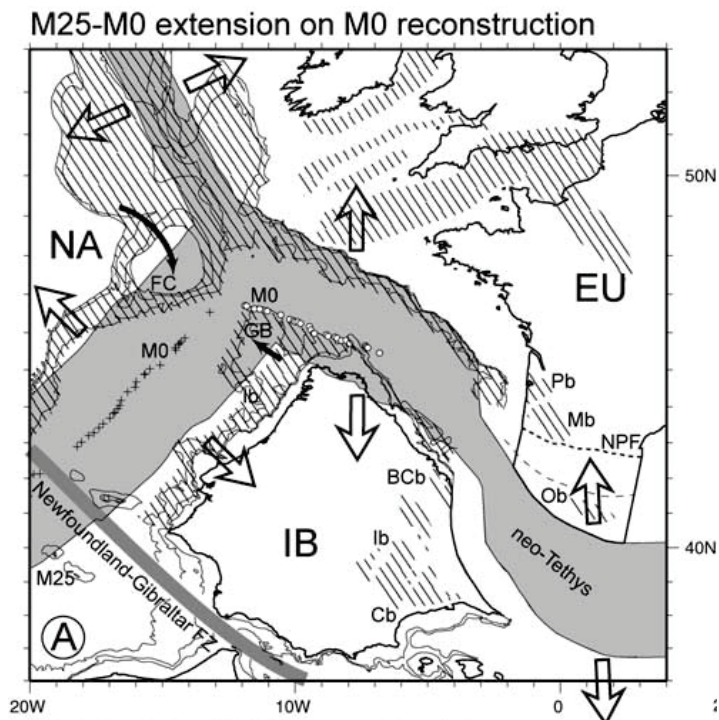 M25-M0 extension on M0 reconstruction
50N
NA
EU
FC
M0
GB
M0
Pb
Mb
Ib
NPF
BCb
Ob
Ib
IB
neo-Tethys
40N
M25
Newfoundland-Gibraltar FZ
Cb
A
20W
10W
0
2